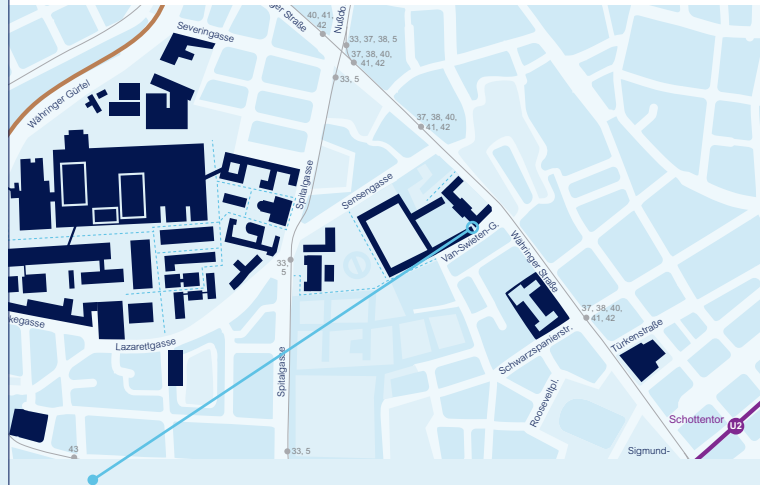 ger Straße
Nußdo
40, 41,
42
Severingasse
33, 37, 38, 5
37, 38, 40,
41, 42
33, 5
Währinger Gürtel
37, 38, 40,
41, 42
Spitalgasse
Sensengasse
Van-Swieten-G.
Währinger Straße
33,
5
37, 38, 40,
41, 42
kegasse
Lazarettgasse
Schwarzspanierstr.
Türkenstraße
Spitalgasse
Rooseveltpl.
Schottentor
U2
43
33, 5
Sigmund-